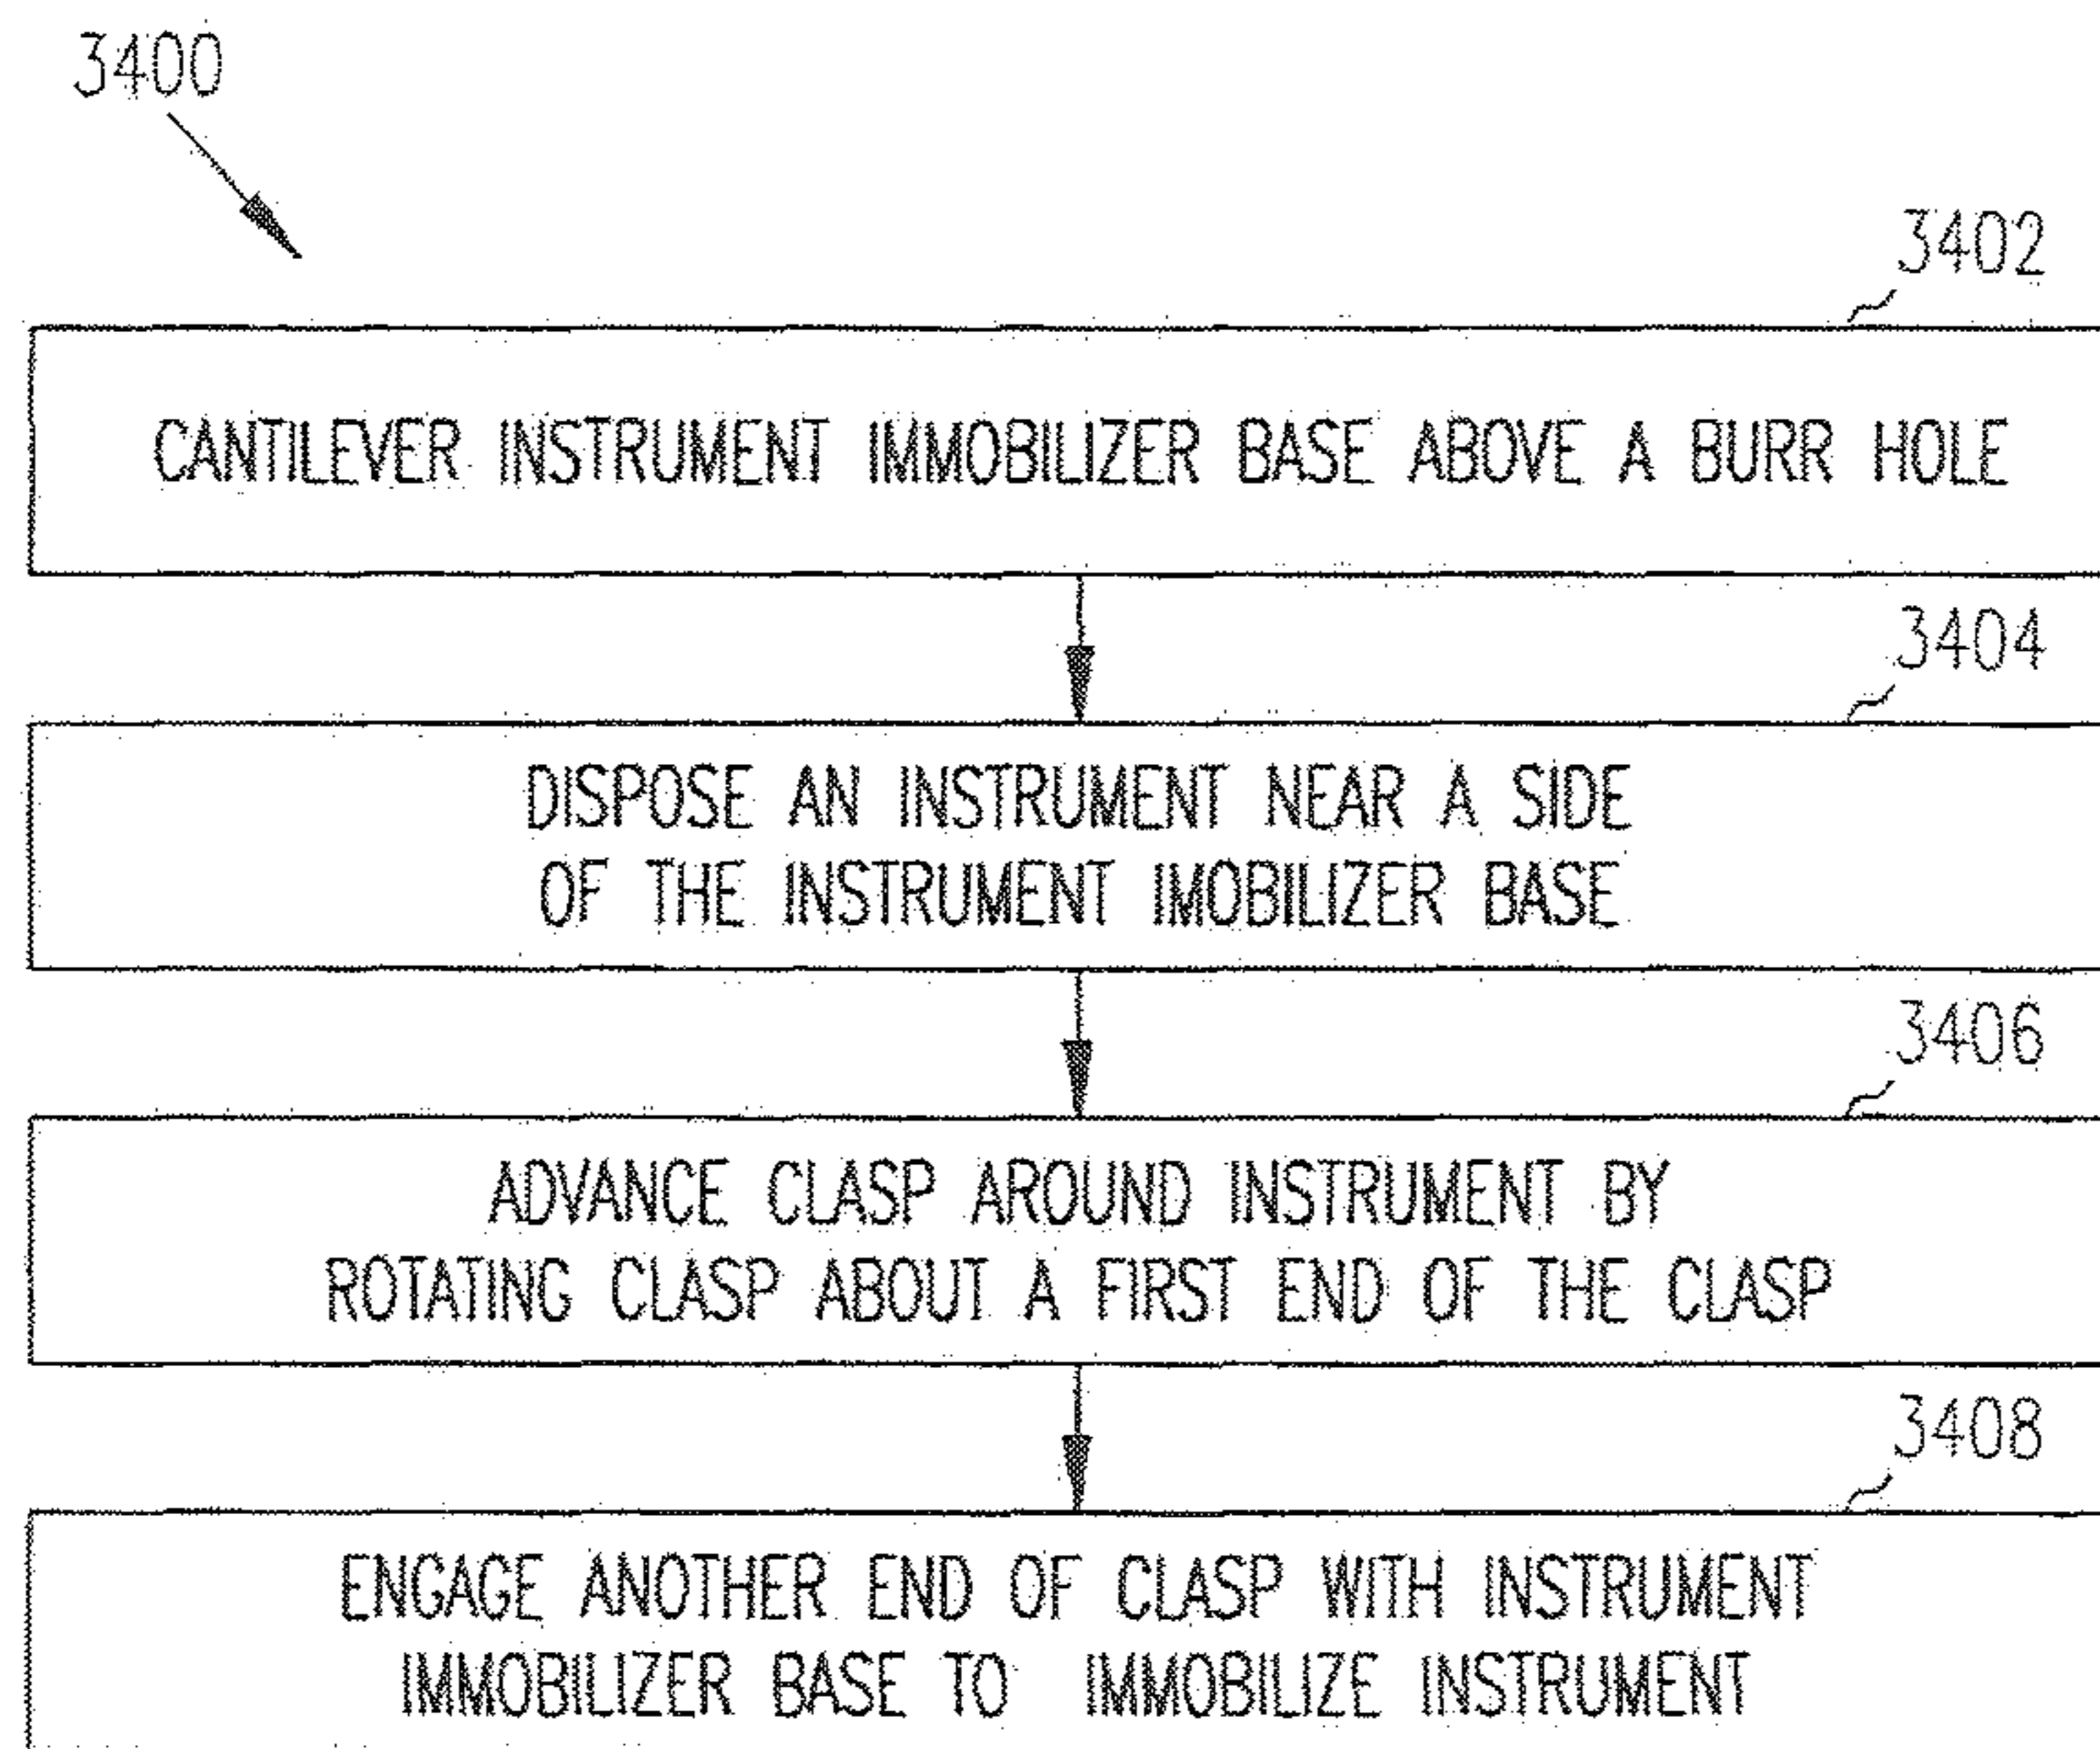 3400
3402
CANTILEVER INSTRUMENT IMMOBILIZER BASE ABOVE A BURR HOLE
3404
DISPOSE AN INSTRUMENT NEAR A SIDE
OF THE INSTRUMENT IMOBILIZER BASE
3406
ADVANCE CLASP AROUND INSTRUMENT BY
ROTATING CLASP ABOUT A FIRST END OF THE CLASP
3408
ENGAGE ANOTHER END OF CLASP WITH INSTRUMENT
IMMOBILIZER BASE TO IMMOBILIZE INSTRUMENT